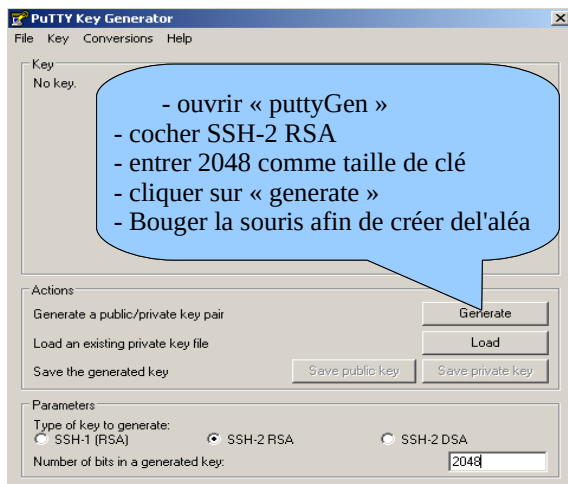 PuTTY Key Generator
File Key Conversions Help
Key
No key.
- ouvrir « puttyGen »
- cocher SSH-2 RSA
- entrer 2048 comme taille de clé
- cliquer sur « generate »
- Bouger la souris afin de créer del'aléa
Actions
Generate a public/private key pair Generate
Load an existing private key file Load
Save the generated key Save public key Save private key
Parameters
Type of key to generate:
SSH-1 (RSA) SSH-2 RSA SSH-2 DSA
Number of bits in a generated key: 2048